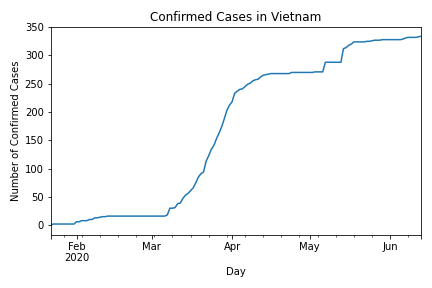 Confirmed Cases in Vietnam
Number of Confirmed Cases
350
300
250
200
150
100
50
0
Feb Mar Apr May Jun
2020
Day